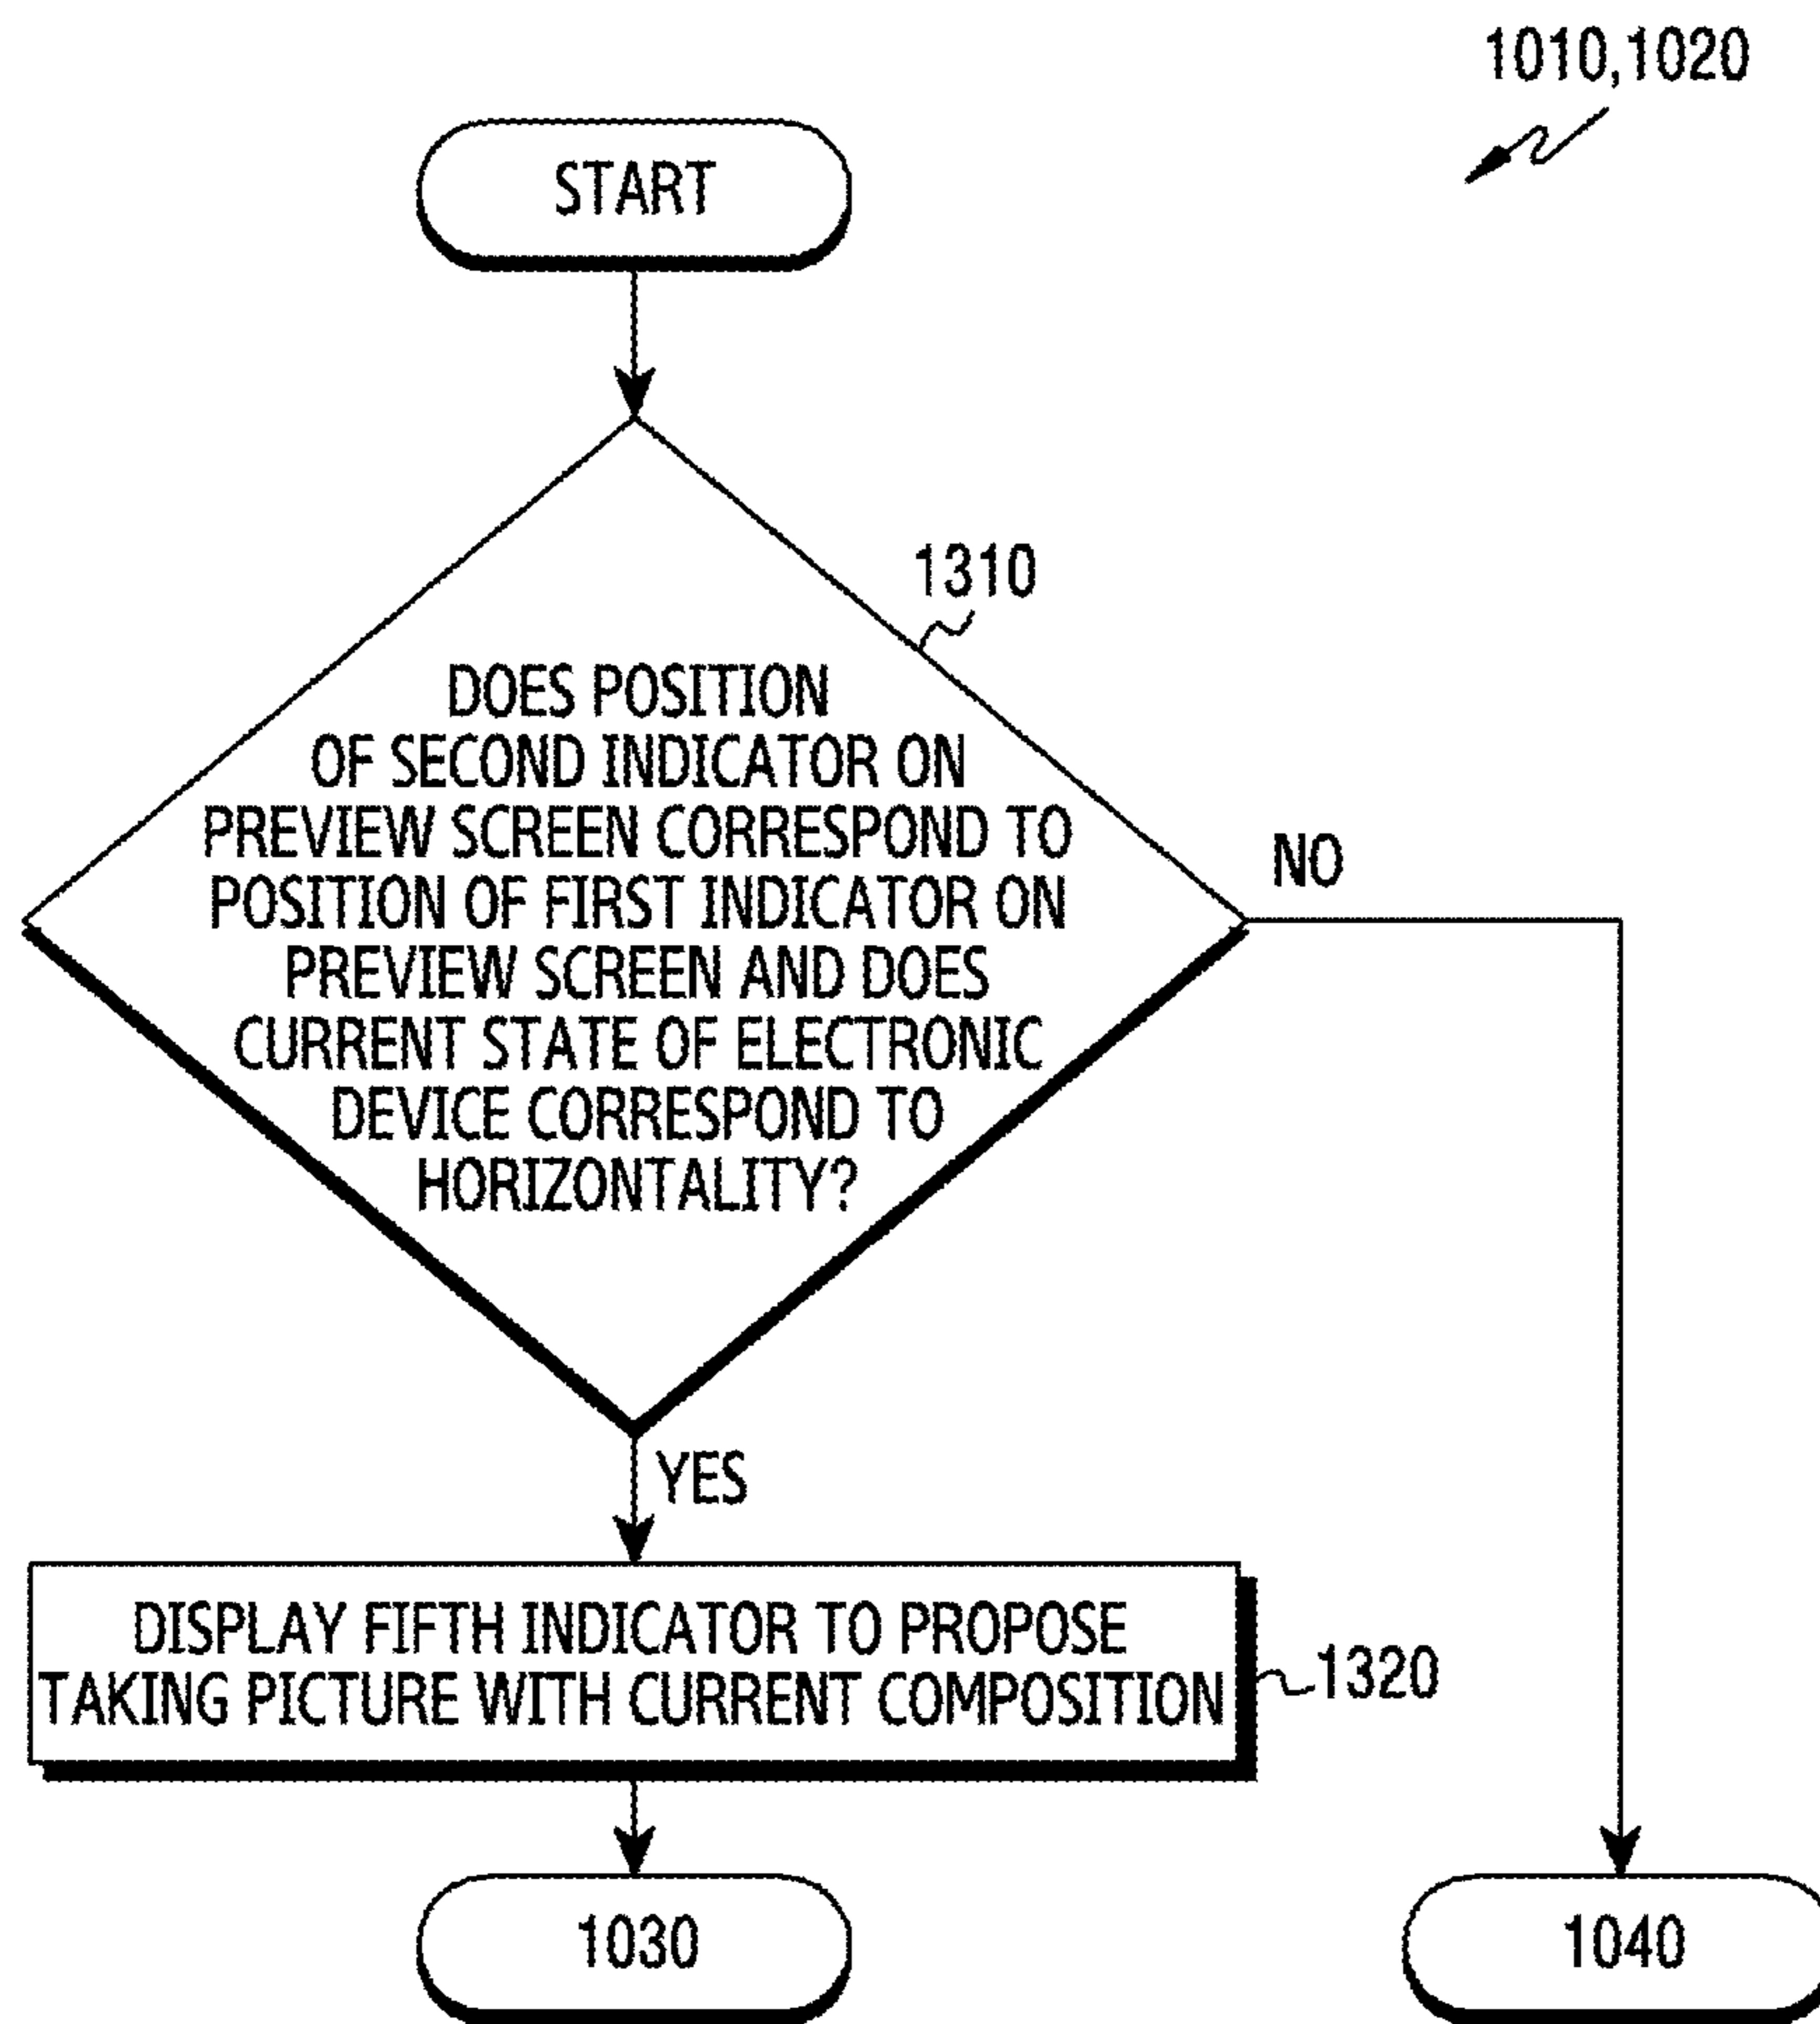 1010,1020
START
1310
DOES POSITION
OF SECOND INDICATOR ON
PREVIEW SCREEN CORRESPOND TO
POSITION OF FIRST INDICATOR ON
PREVIEW SCREEN AND DOES
CURRENT STATE OF ELECTRONIC
DEVICE CORRESPOND TO
HORIZONTALITY?
NO
YES
DISPLAY FIFTH INDICATOR TO PROPOSE
TAKING PICTURE WITH CURRENT COMPOSITION
1320
1030
1040